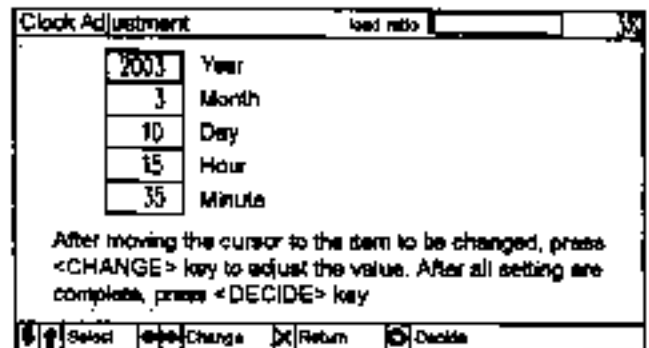 Clock Adjustment load ratio
2003 Year
3 Month
10 Day
15 Hour
35 Minute
After moving the cursor to the item to be changed, press
<CHANGE> key to adjust the value. After all setting are
complete, press <DECIDE> key
Select Change Return Decide